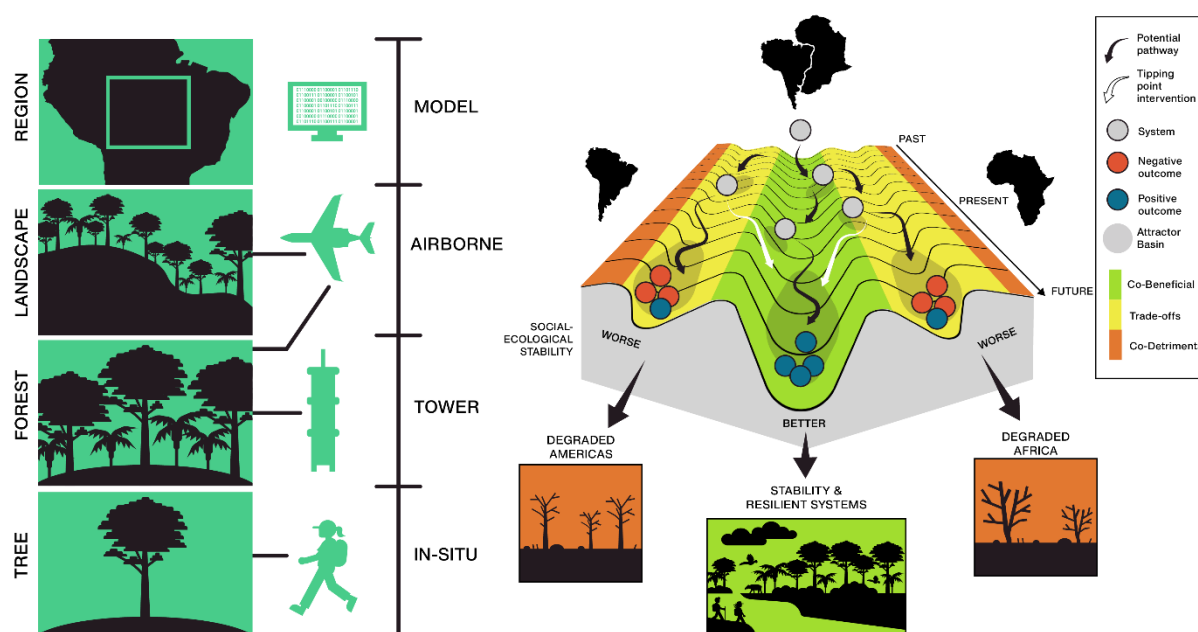 REGION
MODEL
LANDSCAPE
AIRBORNE
FOREST
TOWER
TREE
IN-SITU
PAST
PRESENT
FUTURE
SOCIAL-
ECOLOGICAL
STABILITY
WORSE
WORSE
BETTER
DEGRADED
AMERICAS
STABILITY &
RESILIENT SYSTEMS
DEGRADED
AFRICA
Potential
pathway
Tipping
point
intervention
System
Negative
outcome
Positive
outcome
Attractor
Basin
Co-Beneficial
Trade-offs
Co-Detriment